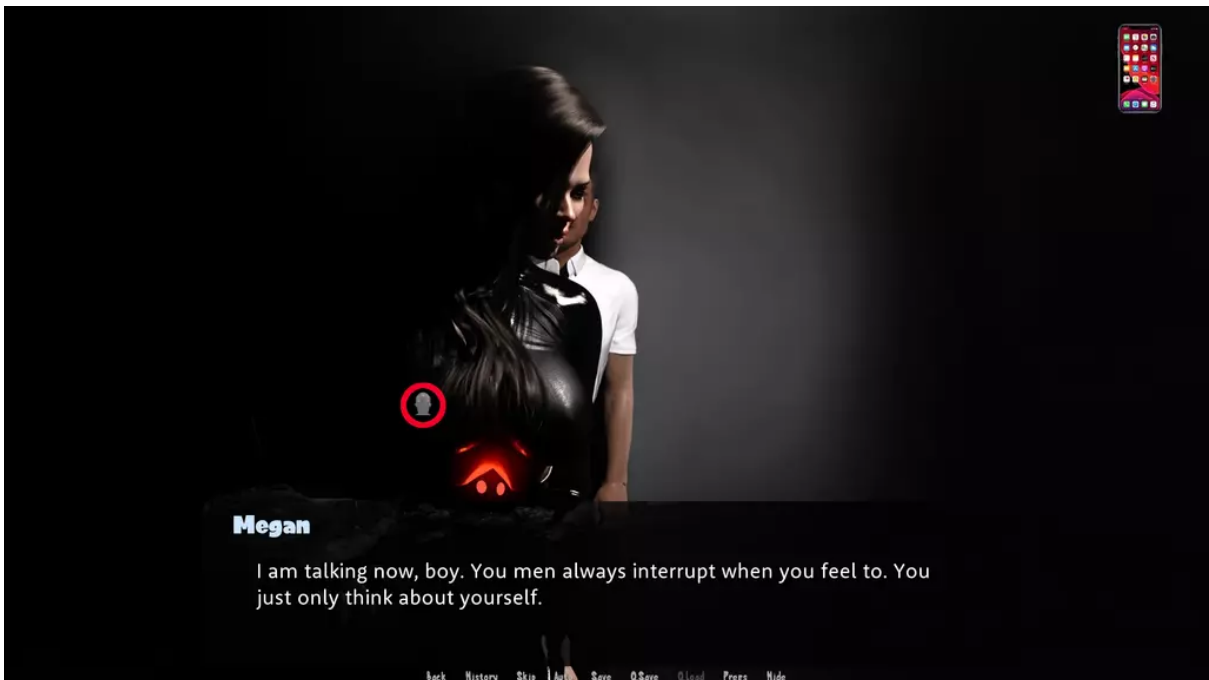 Megan
I am talking now, boy. You men always interrupt when you feel to. You
just only think about yourself.
Back History Skip Auto Save Q.Save Q.Load Prefs Hide